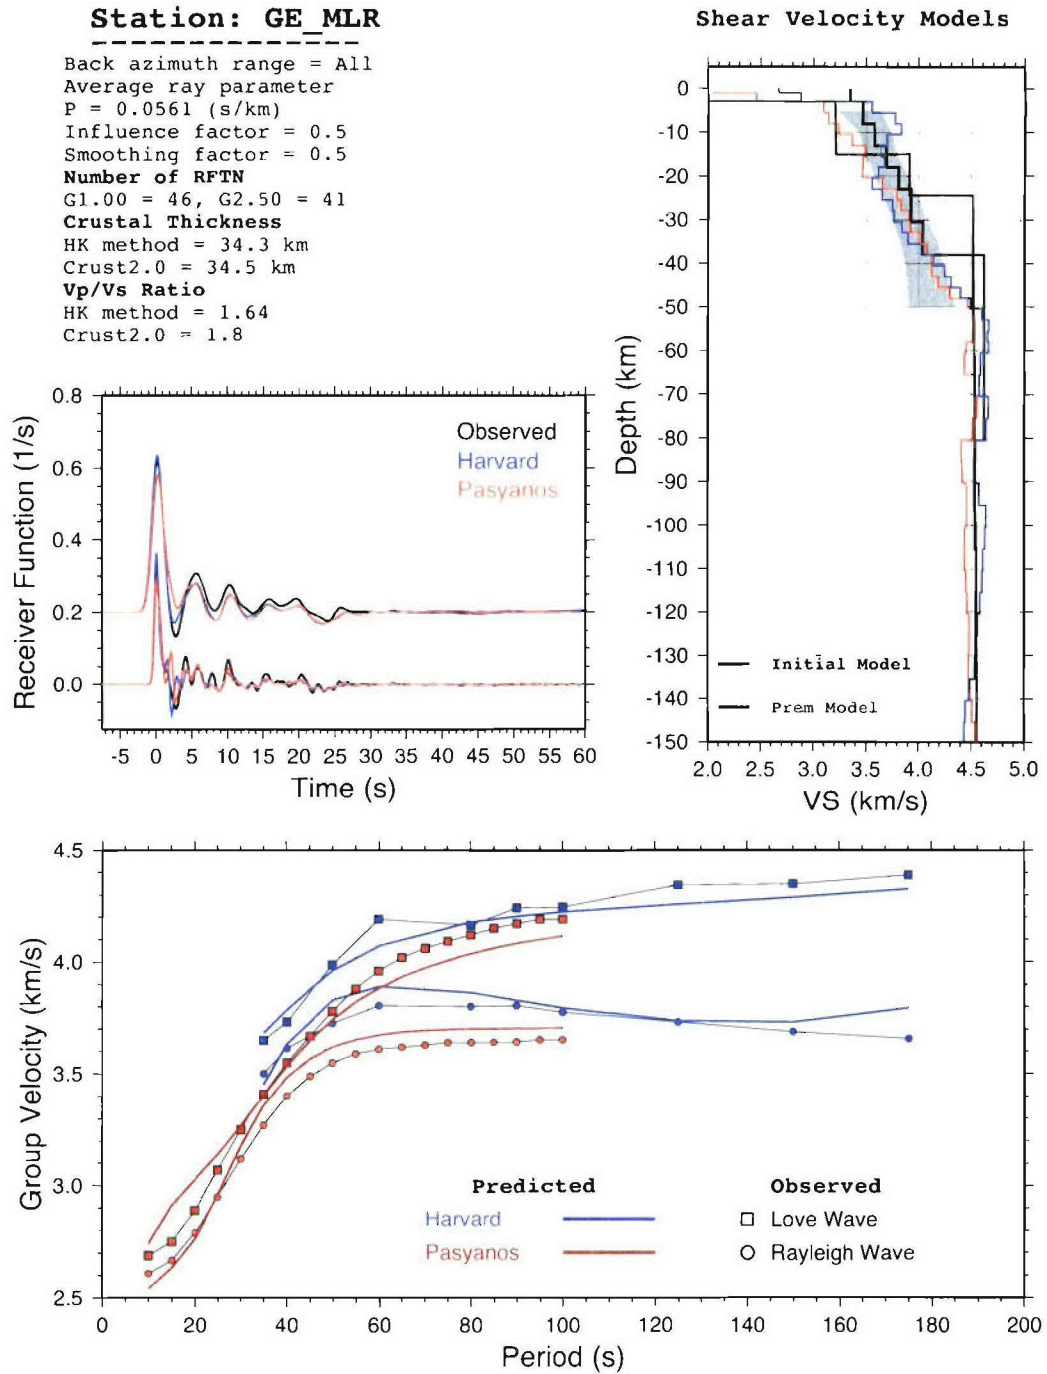 Station: GE_MLR
Back azimuth range = All
Average ray parameter
P = 0.0561 (s/km)
Influence factor = 0.5
Smoothing factor = 0.5
Number of RFTN
G1.00 = 46, G2.50 = 41
Crustal Thickness
HK method = 34.3 km
Crust2.0 = 34.5 km
Vp/Vs Ratio
HK method = 1.64
Crust2.0 = 1.8
Shear Velocity Models
0
-10
-20
-30
-40
-50
-60
-70
-80
-90
-100
-110
-120
-130
-140
-150
Depth (km)
Initial Model
Prem Model
2.0 2.5 3.0 3.5 4.0 4.5 5.0
VS (km/s)
0.8
0.6
0.4
0.2
0.0
Receiver Function (1/s)
Observed
Harvard
Pasyanos
-5 0 5 10 15 20 25 30 35 40 45 50 55 60
Time (s)
4.5
4.0
3.5
3.0
2.5
Group Velocity (km/s)
Predicted
Harvard
Pasyanos
Observed
Love Wave
Rayleigh Wave
0 20 40 60 80 100 120 140 160 180 200
Period (s)